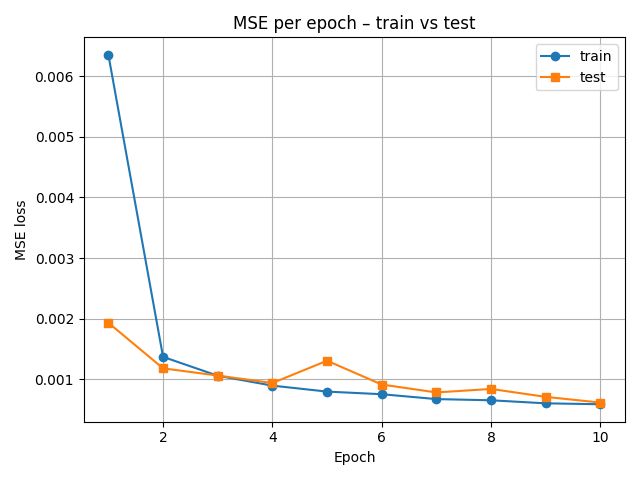 MSE per epoch – train vs test
train
test
0.006
0.005
0.004
0.003
0.002
0.001
MSE loss
2
4
6
8
10
Epoch